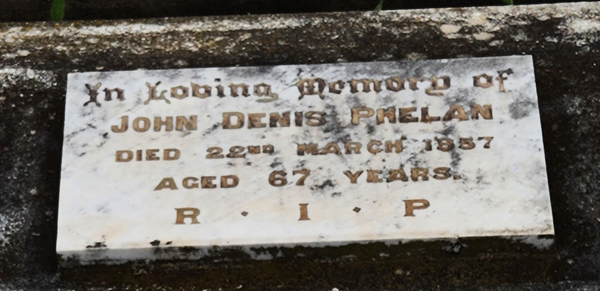 In Loving Memory of
JOHN DENIS PHELAN
DIED 22ND MARCH 1957
AGED 67 YEARS.
R · I · P